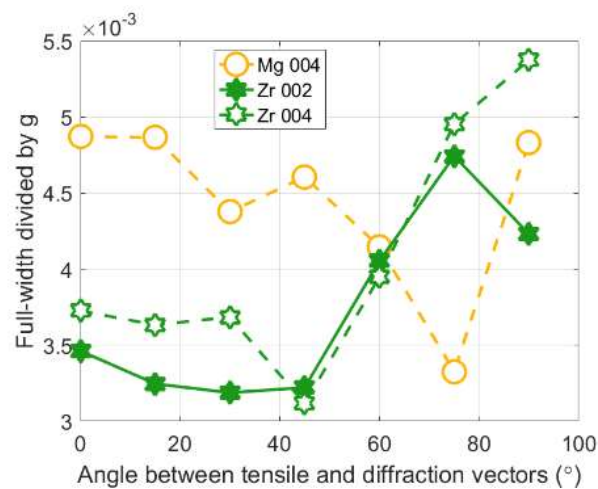 ×10⁻³
5.5
5
4.5
4
3.5
3
Full-width divided by g
Mg 004
Zr 002
Zr 004
0 20 40 60 80 100
Angle between tensile and diffraction vectors (°)